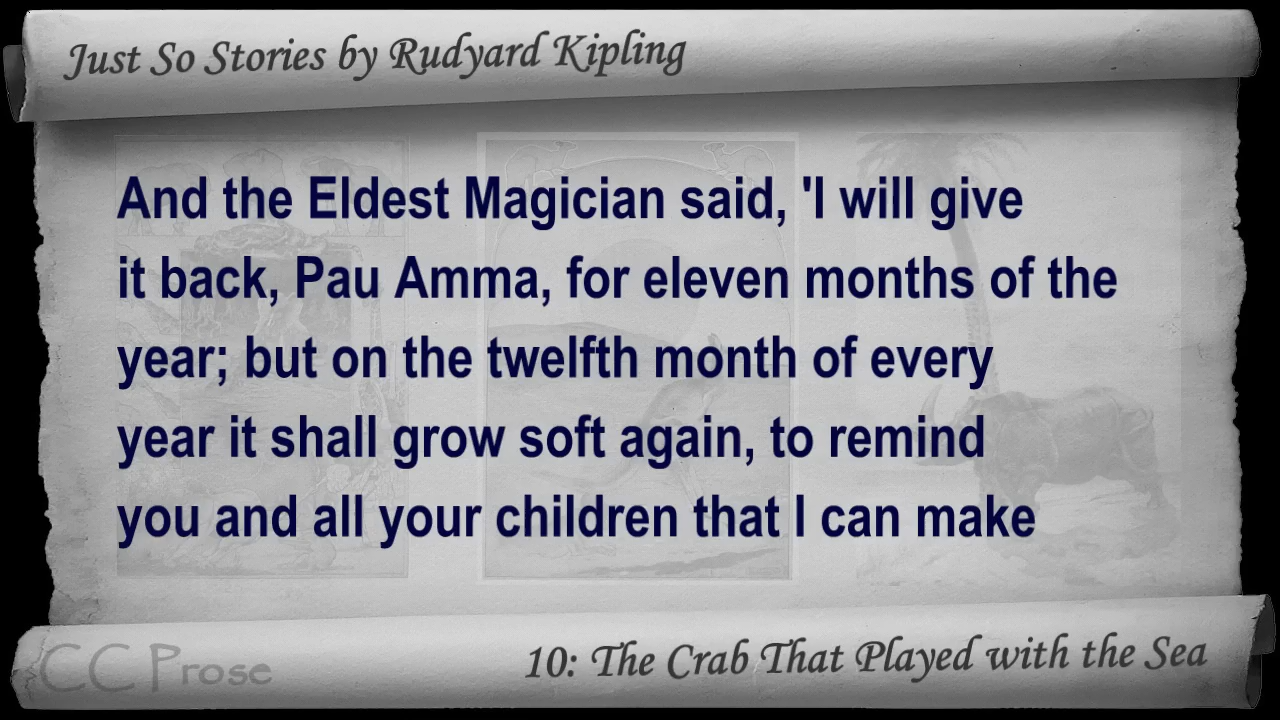 Just So Stories by Rudyard Kipling
And the Eldest Magician said, 'I will give
it back, Pau Amma, for eleven months of the
year; but on the twelfth month of every
year it shall grow soft again, to remind
you and all your children that I can make
CC Prose
10: The Crab That Played with the Sea